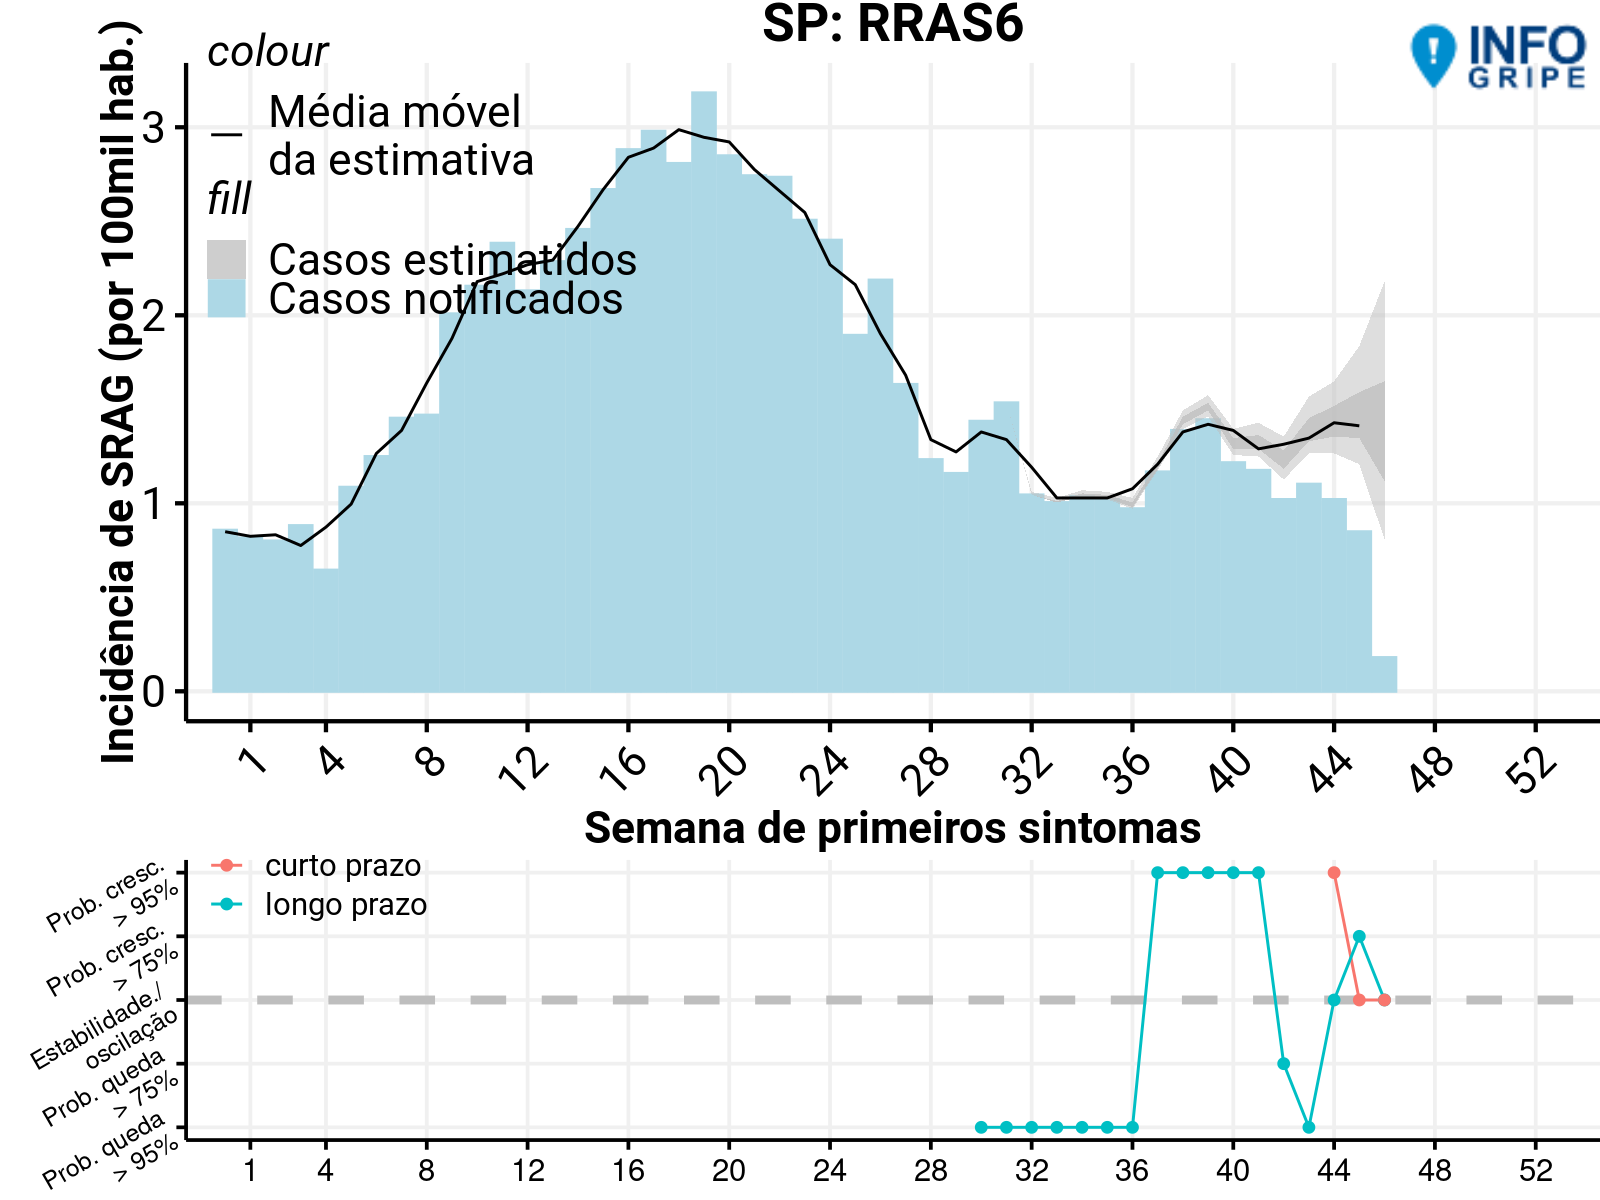 SP: RRAS6
INFO
GRIPE
colour
Média móvel
da estimativa
fill
Casos estimatidos
Casos notificados
Incidência de SRAG (por 100mil hab.)
3
2
1
0
1 4 8 12 16 20 24 28 32 36 40 44 48 52
Semana de primeiros sintomas
curto prazo
longo prazo
Prob. cresc.
> 95%
Prob. cresc.
> 75%
Estabilidade./
oscilação
Prob. queda
> 75%
Prob. queda
> 95%
1 4 8 12 16 20 24 28 32 36 40 44 48 52